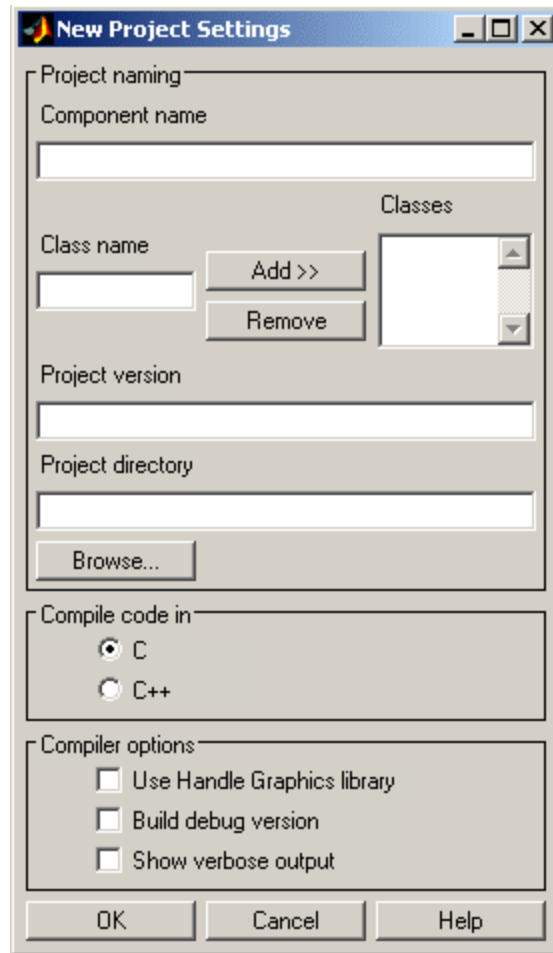 New Project Settings
Project naming
Component name
Classes
Class name
Add >>
Remove
Project version
Project directory
Browse...
Compile code in
C
C++
Compiler options
Use Handle Graphics library
Build debug version
Show verbose output
OK Cancel Help